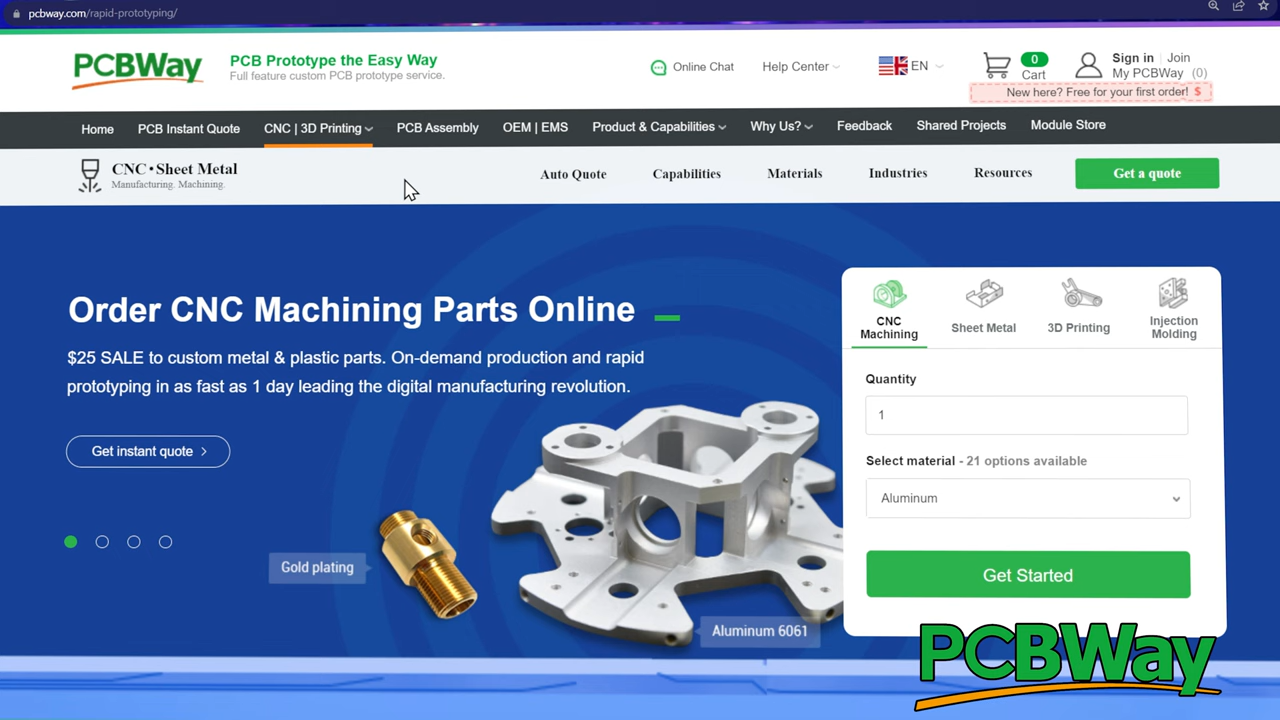 pcbway.com/rapid-prototyping/
PCBWay
PCB Prototype the Easy Way
Full feature custom PCB prototype service.
Online Chat
Help Center
EN
0
Cart
Sign in | Join
My PCBWay (0)
New here? Free for your first order! $
Home
PCB Instant Quote
CNC | 3D Printing
PCB Assembly
OEM | EMS
Product & Capabilities
Why Us?
Feedback
Shared Projects
Module Store
CNC•Sheet Metal
Manufacturing. Machining.
Auto Quote
Capabilities
Materials
Industries
Resources
Get a quote
Order CNC Machining Parts Online
$25 SALE to custom metal & plastic parts. On-demand production and rapid
prototyping in as fast as 1 day leading the digital manufacturing revolution.
Get instant quote
Gold plating
Aluminum 6061
CNC
Machining
Sheet Metal
3D Printing
Injection
Molding
Quantity
1
Select material - 21 options available
Aluminum
Get Started
PCBWay